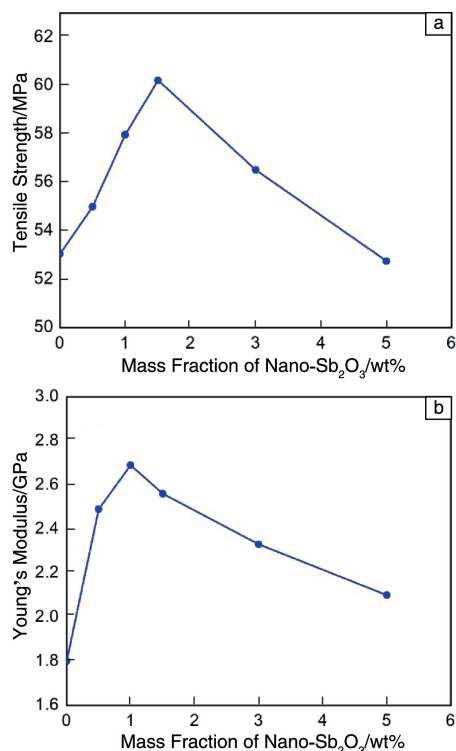 a
62
60
58
56
54
52
50
Tensile Strength/MPa
0 1 2 3 4 5 6
Mass Fraction of Nano-Sb₂O₃/wt%
b
3.0
2.8
2.6
2.4
2.2
2.0
1.8
1.6
Young's Modulus/GPa
0 1 2 3 4 5 6
Mass Fraction of Nano-Sb₂O₃/wt%